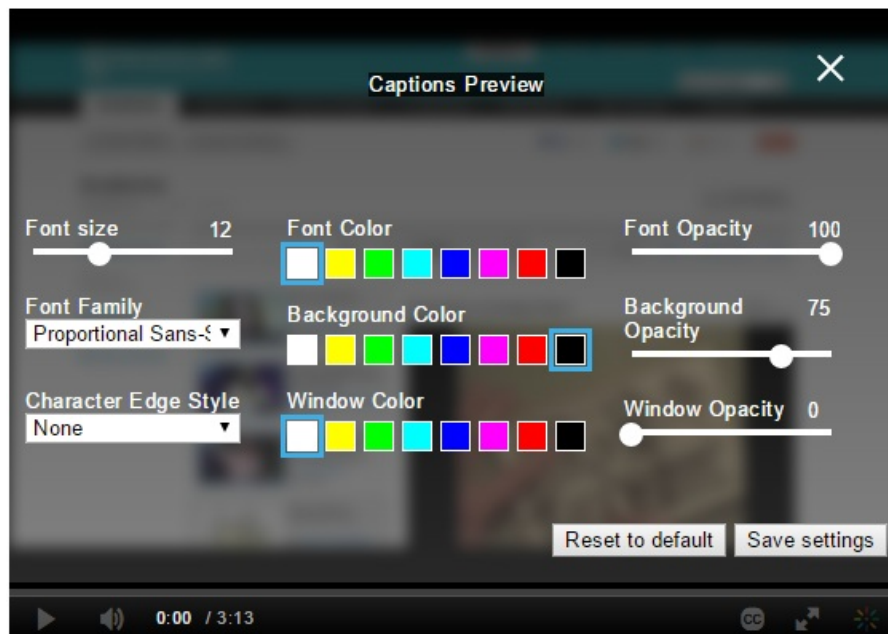 Captions Preview
Font size 12
Font Color
Font Opacity 100
Font Family
Proportional Sans-S
Background Color
Background Opacity 75
Character Edge Style
None
Window Color
Window Opacity 0
Reset to default
Save settings
0:00 / 3:13
CC